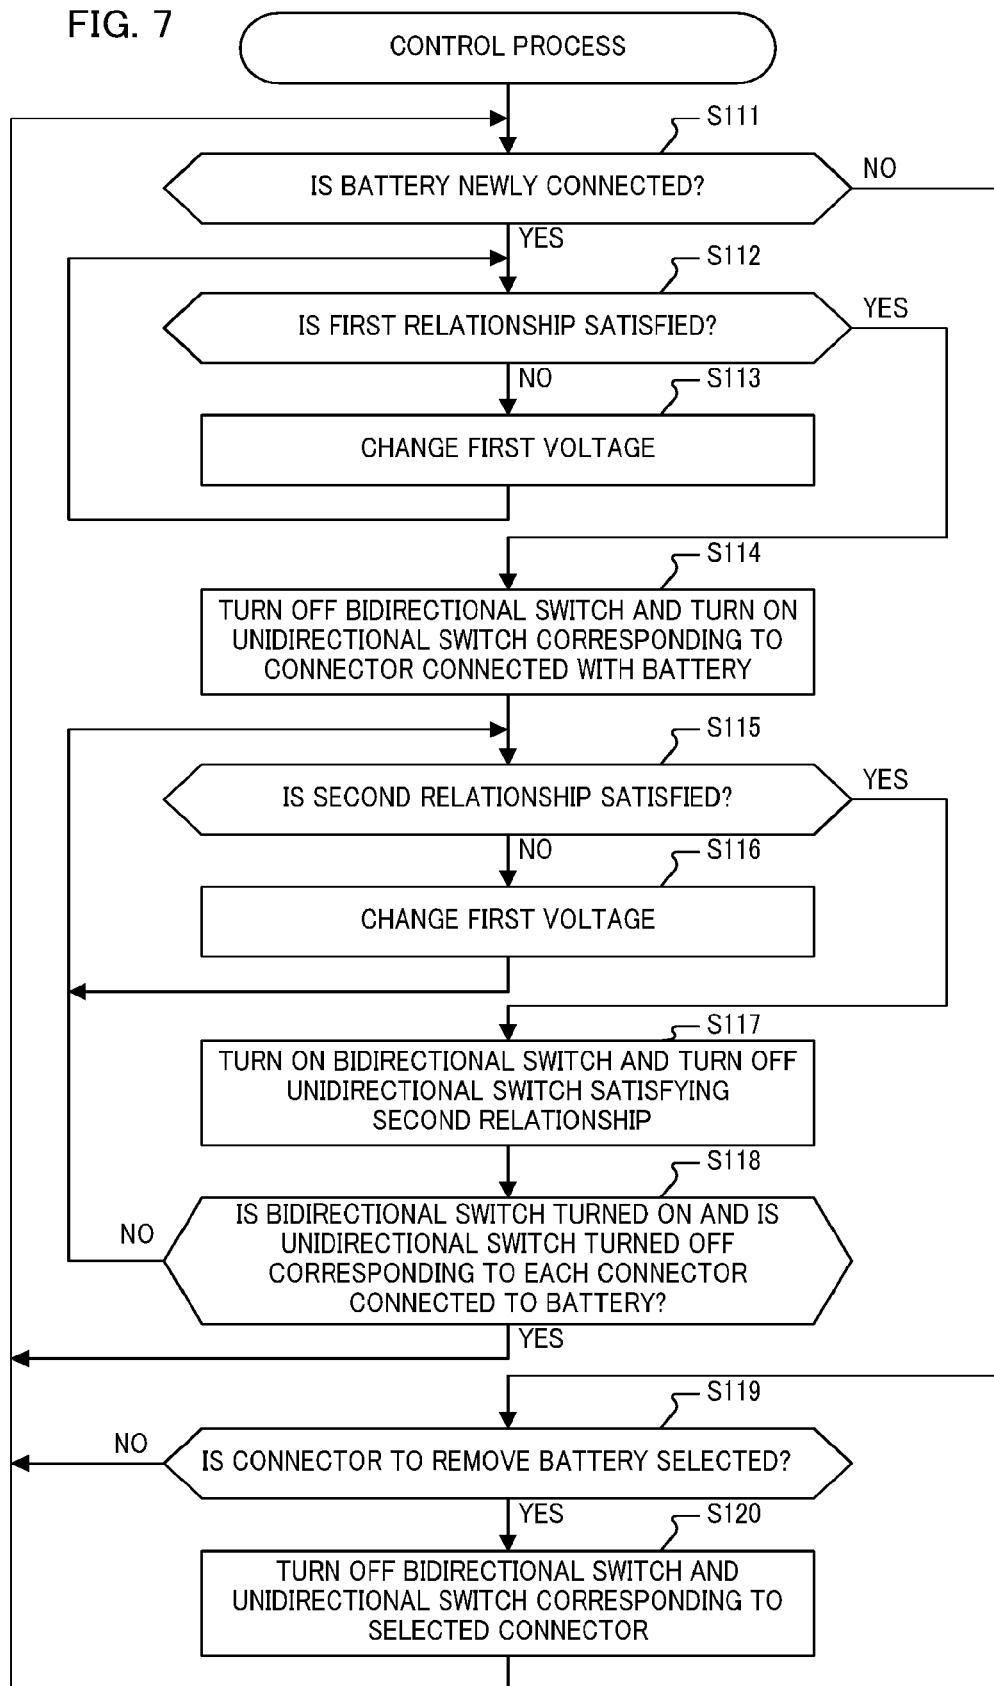 FIG. 7
CONTROL PROCESS
S111
IS BATTERY NEWLY CONNECTED?
NO
YES
S112
IS FIRST RELATIONSHIP SATISFIED?
YES
NO
S113
CHANGE FIRST VOLTAGE
S114
TURN OFF BIDIRECTIONAL SWITCH AND TURN ON
UNIDIRECTIONAL SWITCH CORRESPONDING TO
CONNECTOR CONNECTED WITH BATTERY
S115
IS SECOND RELATIONSHIP SATISFIED?
YES
NO
S116
CHANGE FIRST VOLTAGE
S117
TURN ON BIDIRECTIONAL SWITCH AND TURN OFF
UNIDIRECTIONAL SWITCH SATISFYING
SECOND RELATIONSHIP
S118
NO
IS BIDIRECTIONAL SWITCH TURNED ON AND IS
UNIDIRECTIONAL SWITCH TURNED OFF
CORRESPONDING TO EACH CONNECTOR
CONNECTED TO BATTERY?
YES
S119
NO
IS CONNECTOR TO REMOVE BATTERY SELECTED?
YES
S120
TURN OFF BIDIRECTIONAL SWITCH AND
UNIDIRECTIONAL SWITCH CORRESPONDING TO
SELECTED CONNECTOR